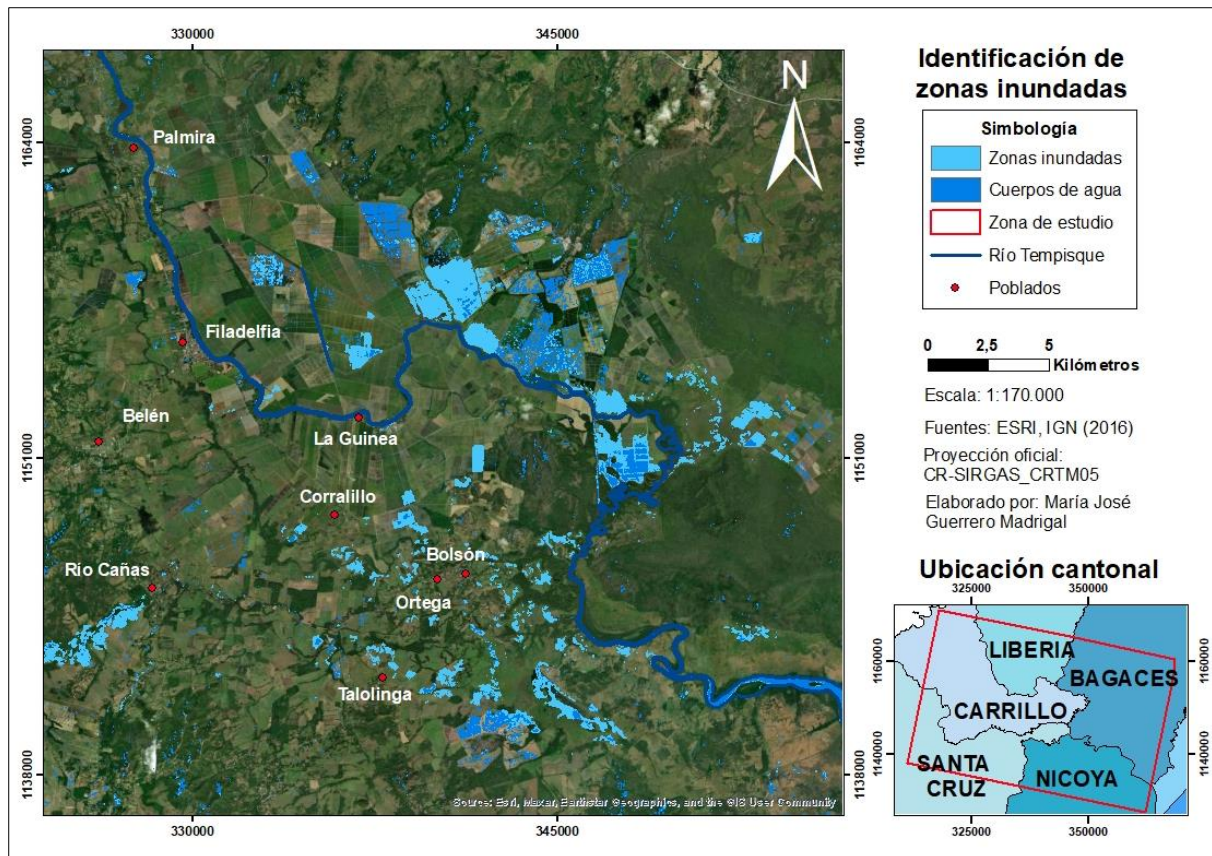 330000
345000
1164000
1151000
1138000
1164000
1151000
1138000
330000
345000
N
Palmira
Filadelfia
Belén
La Guinea
Corralillo
Bolsón
Río Cañas
Ortega
Talolinga
Source: Esri, Maxar, Earthstar Geographics, and the GIS User Community
Identificación de
zonas inundadas
Simbología
Zonas inundadas
Cuerpos de agua
Zona de estudio
Río Tempisque
Poblados
0 2,5 5
Kilómetros
Escala: 1:170.000
Fuentes: ESRI, IGN (2016)
Proyección oficial:
CR-SIRGAS_CRTM05
Elaborado por: María José
Guerrero Madrigal
Ubicación cantonal
325000
350000
1160000
1140000
1160000
1140000
LIBERIA
BAGACES
CARRILLO
SANTA
CRUZ
NICOYA
325000
350000